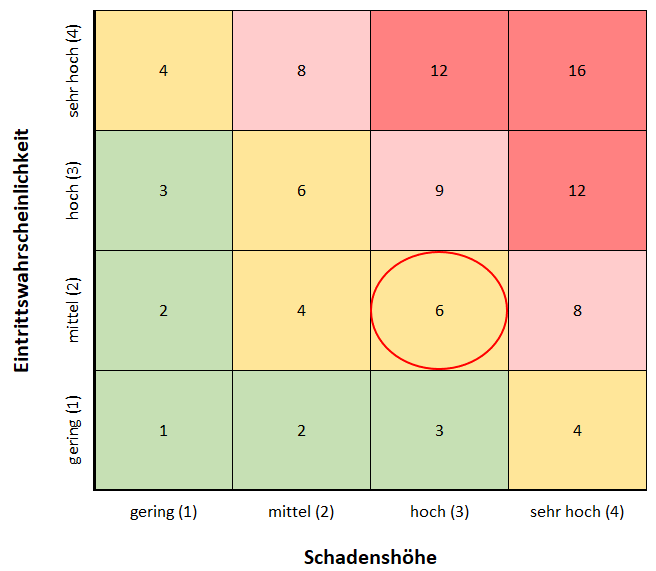 Eintrittswahrscheinlichkeit
sehr hoch (4)
4 8 12 16
hoch (3)
3 6 9 12
mittel (2)
2 4 6 8
gering (1)
1 2 3 4
gering (1) mittel (2) hoch (3) sehr hoch (4)
Schadenshöhe